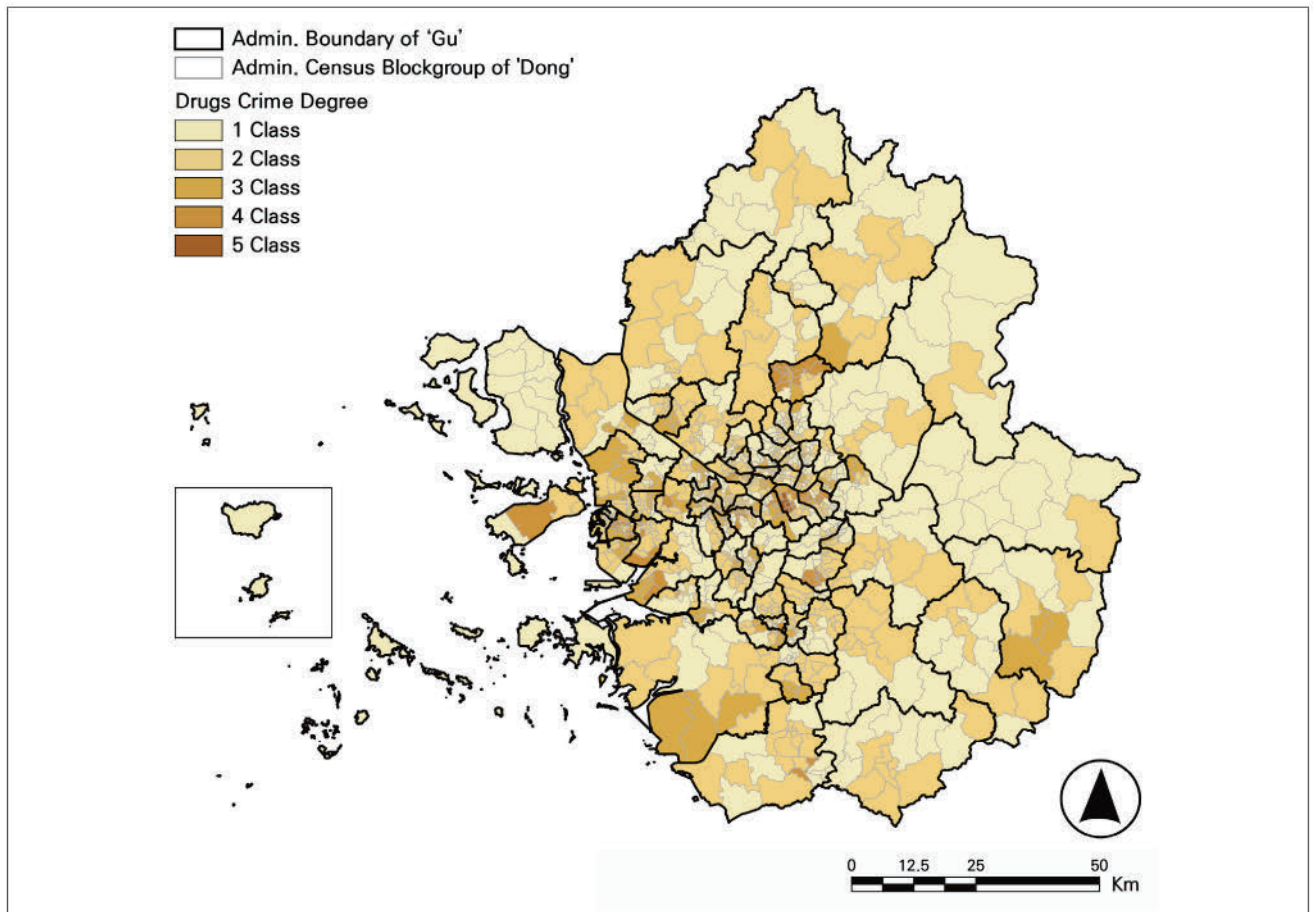 Admin. Boundary of ‘Gu’
Admin. Census Blockgroup of 'Dong'
Drugs Crime Degree
1 Class
2 Class
3 Class
4 Class
5 Class
0 12.5 25 50
Km